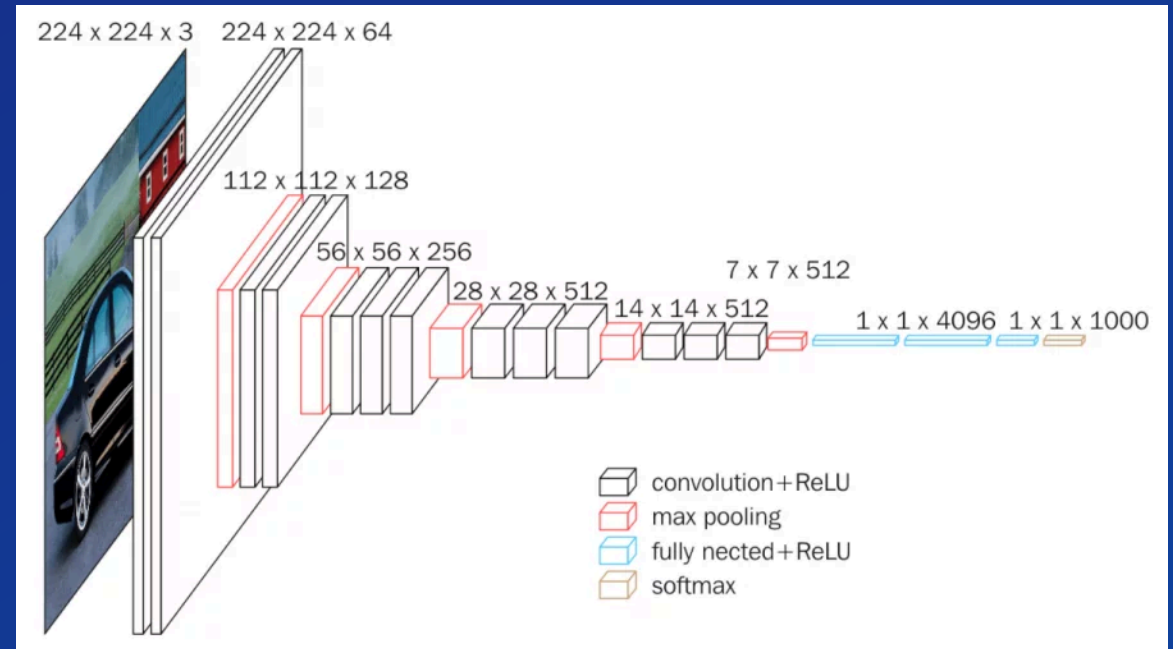 224 x 224 x 3
224 x 224 x 64
112 x 112 x 128
56 x 56 x 256
28 x 28 x 512
14 x 14 x 512
7 x 7 x 512
1 x 1 x 4096
1 x 1 x 1000
convolution+ReLU
max pooling
fully nected+ReLU
softmax